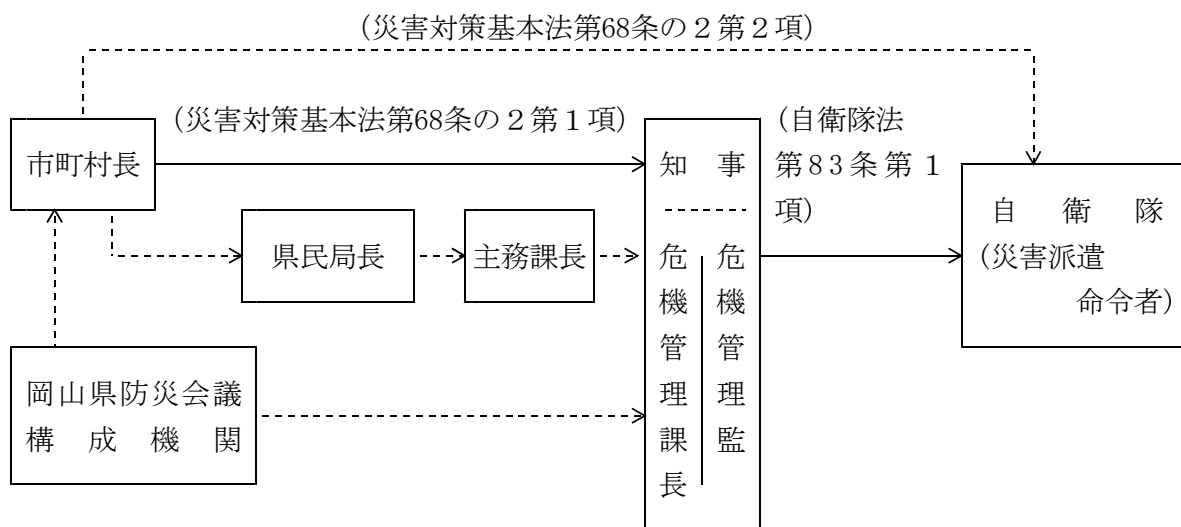 (災害対策基本法第68条の２第２項)
(災害対策基本法第68条の２第１項)
(自衛隊法
第83条第１
項)
市町村長
知事
自衛隊
(災害派遣
命令者)
県民局長
主務課長
危機管理課長
危機管理監
岡山県防災会議
構成機関